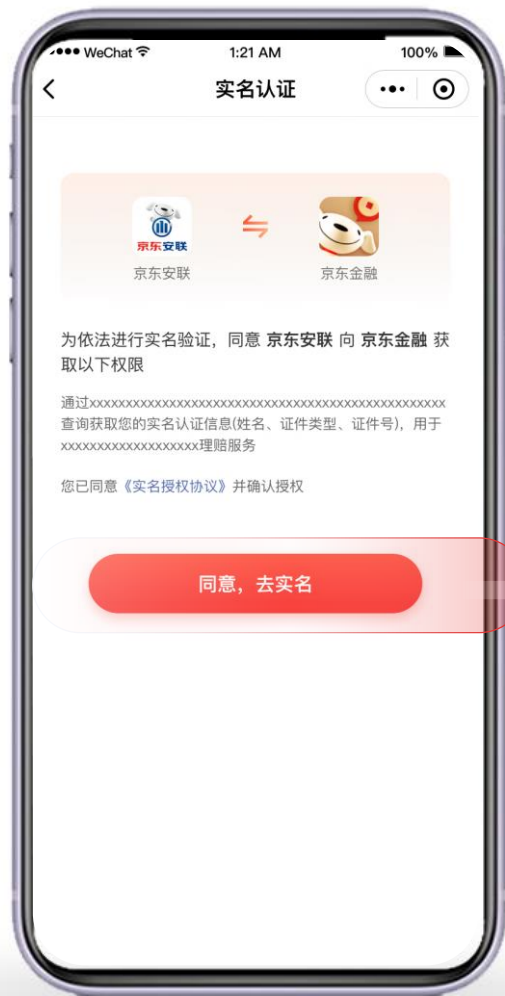 WeChat
1:21 AM
100%
实名认证
京东安联
京东安联
京东金融
为依法进行实名验证，同意 京东安联 向 京东金融 获
取以下权限
通过xxxxxxxxxxxxxxxxxxxxxxxxxxxxxxxxxxxxxxxxxxxxxxxxx
查询获取您的实名认证信息(姓名、证件类型、证件号)，用于
xxxxxxxxxxxxxxxxxxx理赔服务
您已同意《实名授权协议》并确认授权
同意，去实名